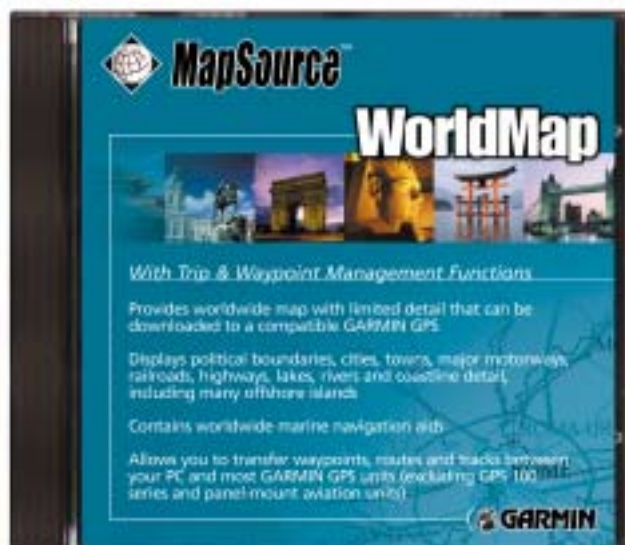 MapSource™
WorldMap
With Trip & Waypoint Management Functions
Provides worldwide map with limited detail that can be
downloaded to a compatible GARMIN GPS
Displays political boundaries, cities, towns, major motorways,
railroads, highways, lakes, rivers and coastline detail,
including many offshore islands
Contains worldwide marine navigation aids
Allows you to transfer waypoints, routes and tracks between
your PC and most GARMIN GPS units (excluding GPS 100
series and panel-mount aviation units)
GARMIN